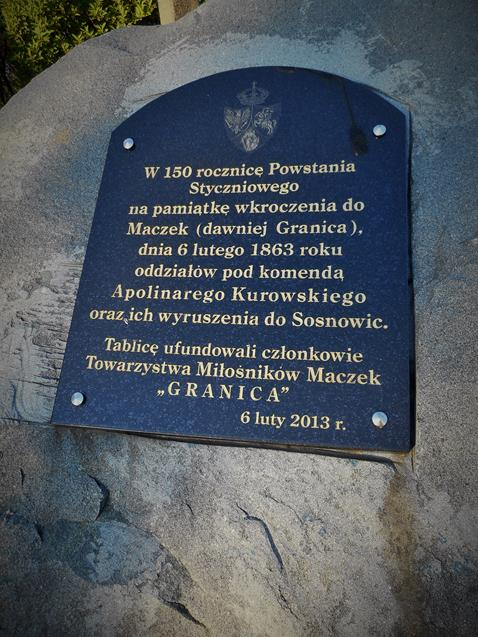 W 150 rocznicę Powstania
Styczniowego
na pamiątkę wkroczenia do
Maczek (dawniej Granica),
dnia 6 lutego 1863 roku
oddziałów pod komendą
Apolinarego Kurowskiego
oraz ich wyruszenia do Sosnowic.
Tablicę ufundowali członkowie
Towarzystwa Miłośników Maczek
„GRANICA”
6 luty 2013 r.